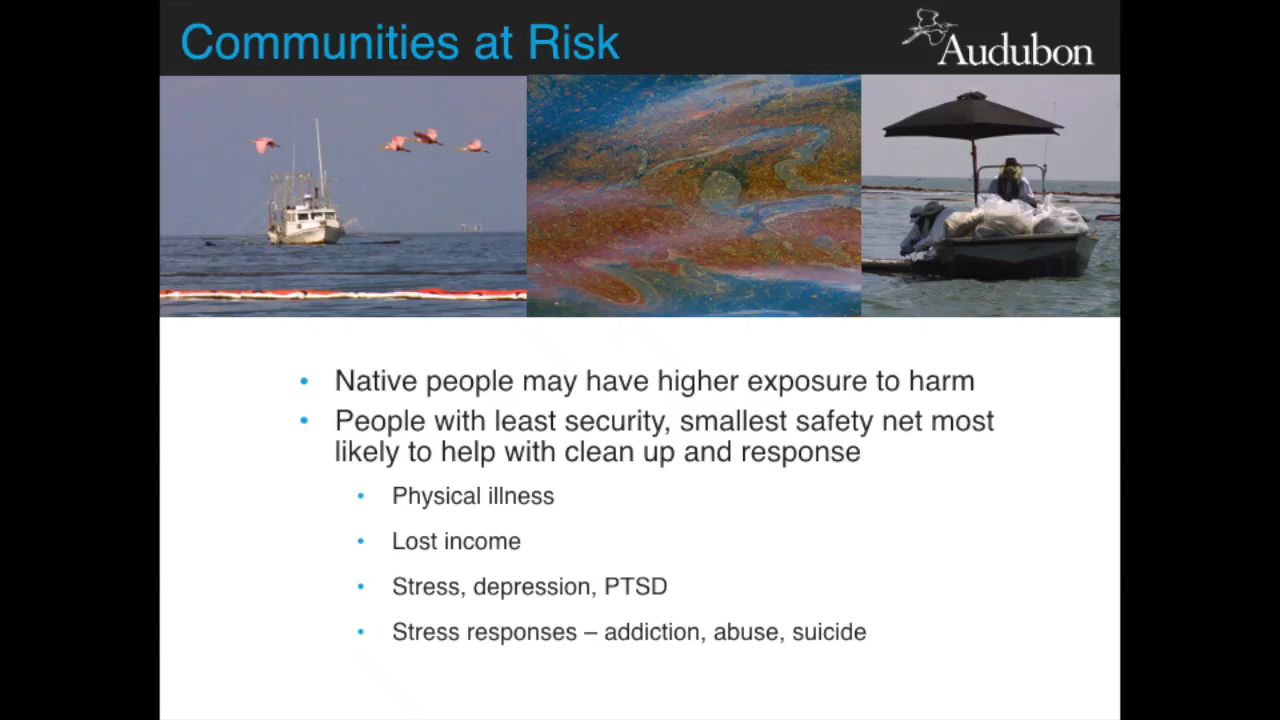 Communities at Risk
Audubon
• Native people may have higher exposure to harm
• People with least security, smallest safety net most
likely to help with clean up and response
• Physical illness
• Lost income
• Stress, depression, PTSD
• Stress responses – addiction, abuse, suicide